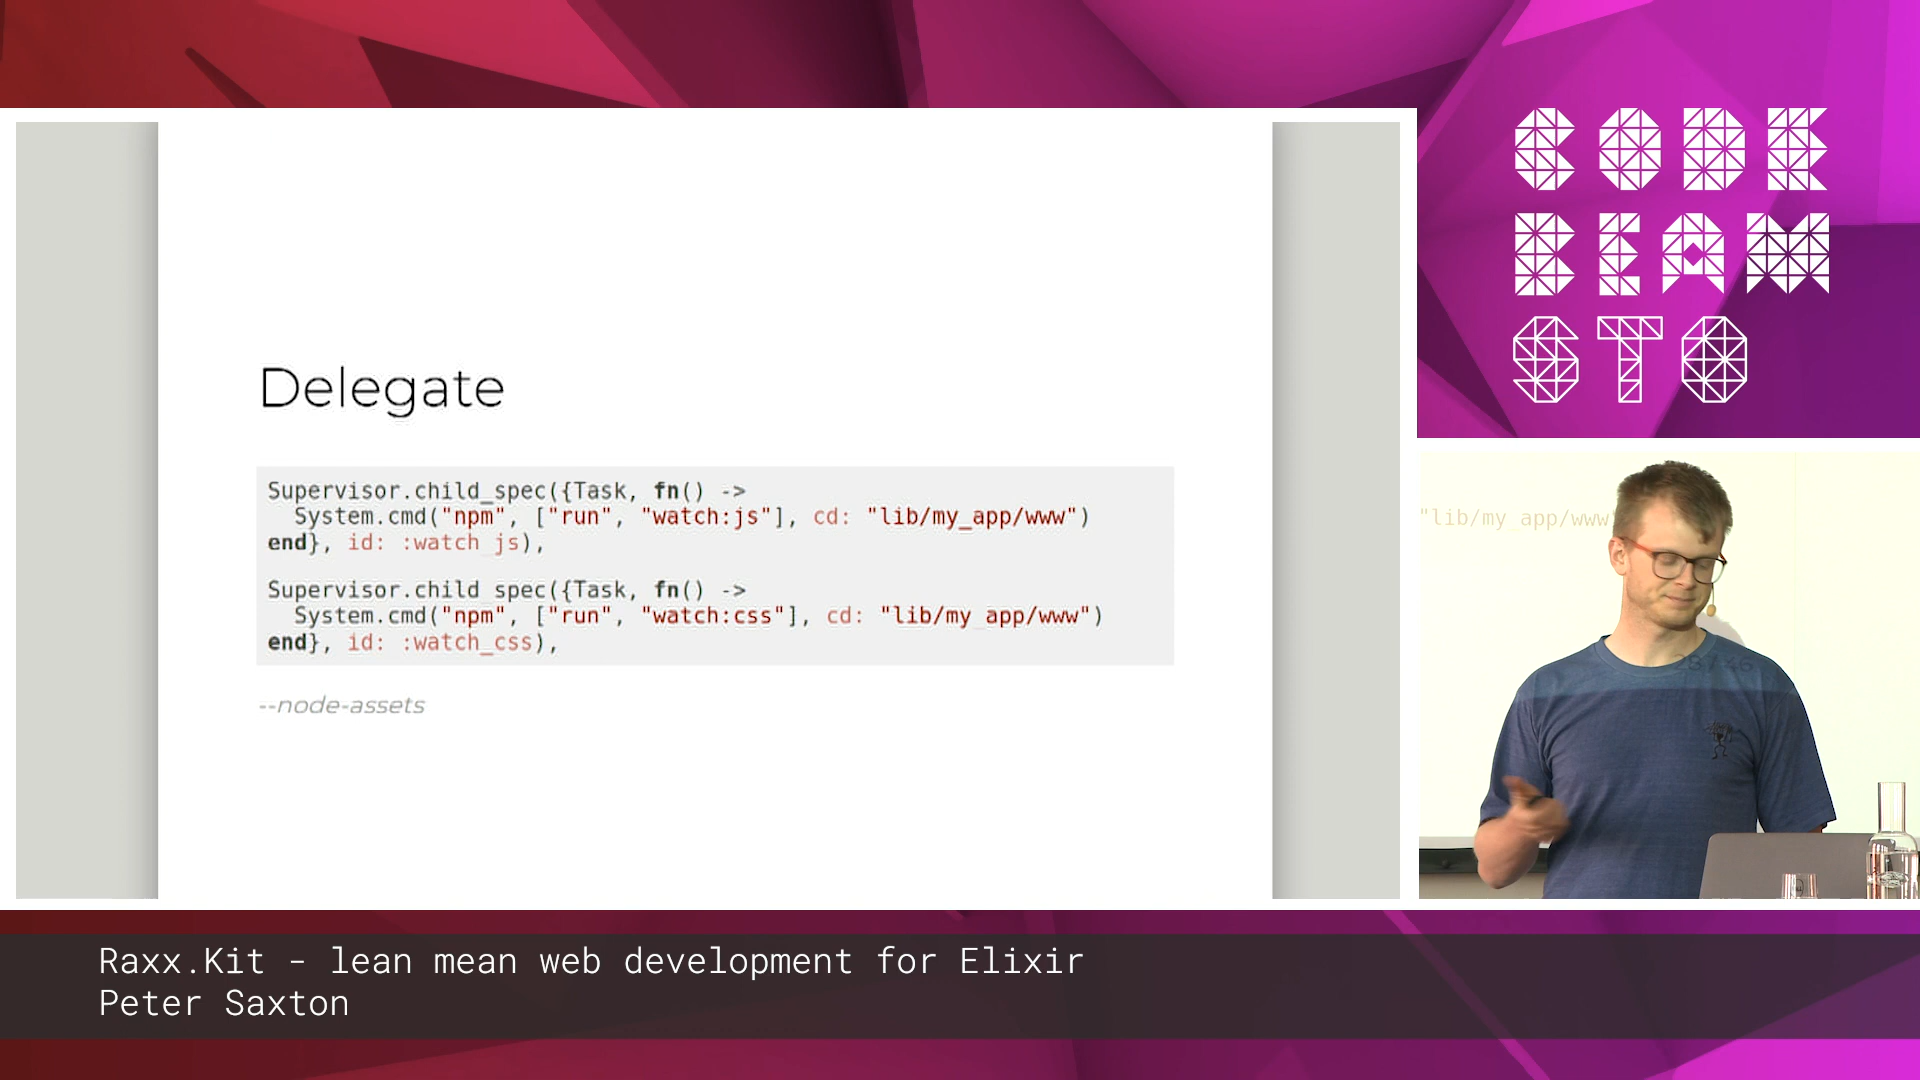 CODE
BEAM
STO
Delegate
Supervisor.child_spec({Task, fn() ->
  System.cmd("npm", ["run", "watch:js"], cd: "lib/my_app/www")
end}, id: :watch_js),
Supervisor.child_spec({Task, fn() ->
  System.cmd("npm", ["run", "watch:css"], cd: "lib/my_app/www")
end}, id: :watch_css),
--node-assets
"lib/my_app/www"
Raxx.Kit - lean mean web development for Elixir
Peter Saxton